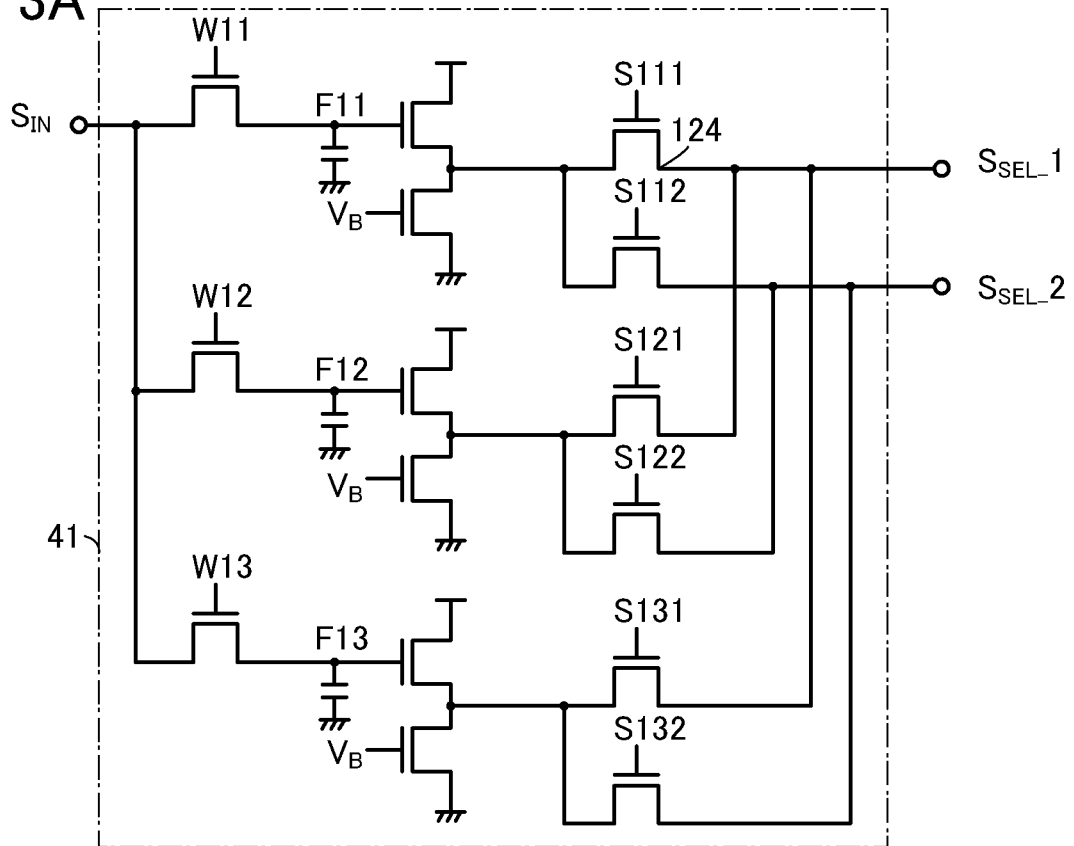 3A
W11
S111
S_IN
F11
124
S_SEL_1
S112
V_B
S_SEL_2
W12
S121
F12
S122
V_B
41
W13
S131
F13
S132
V_B